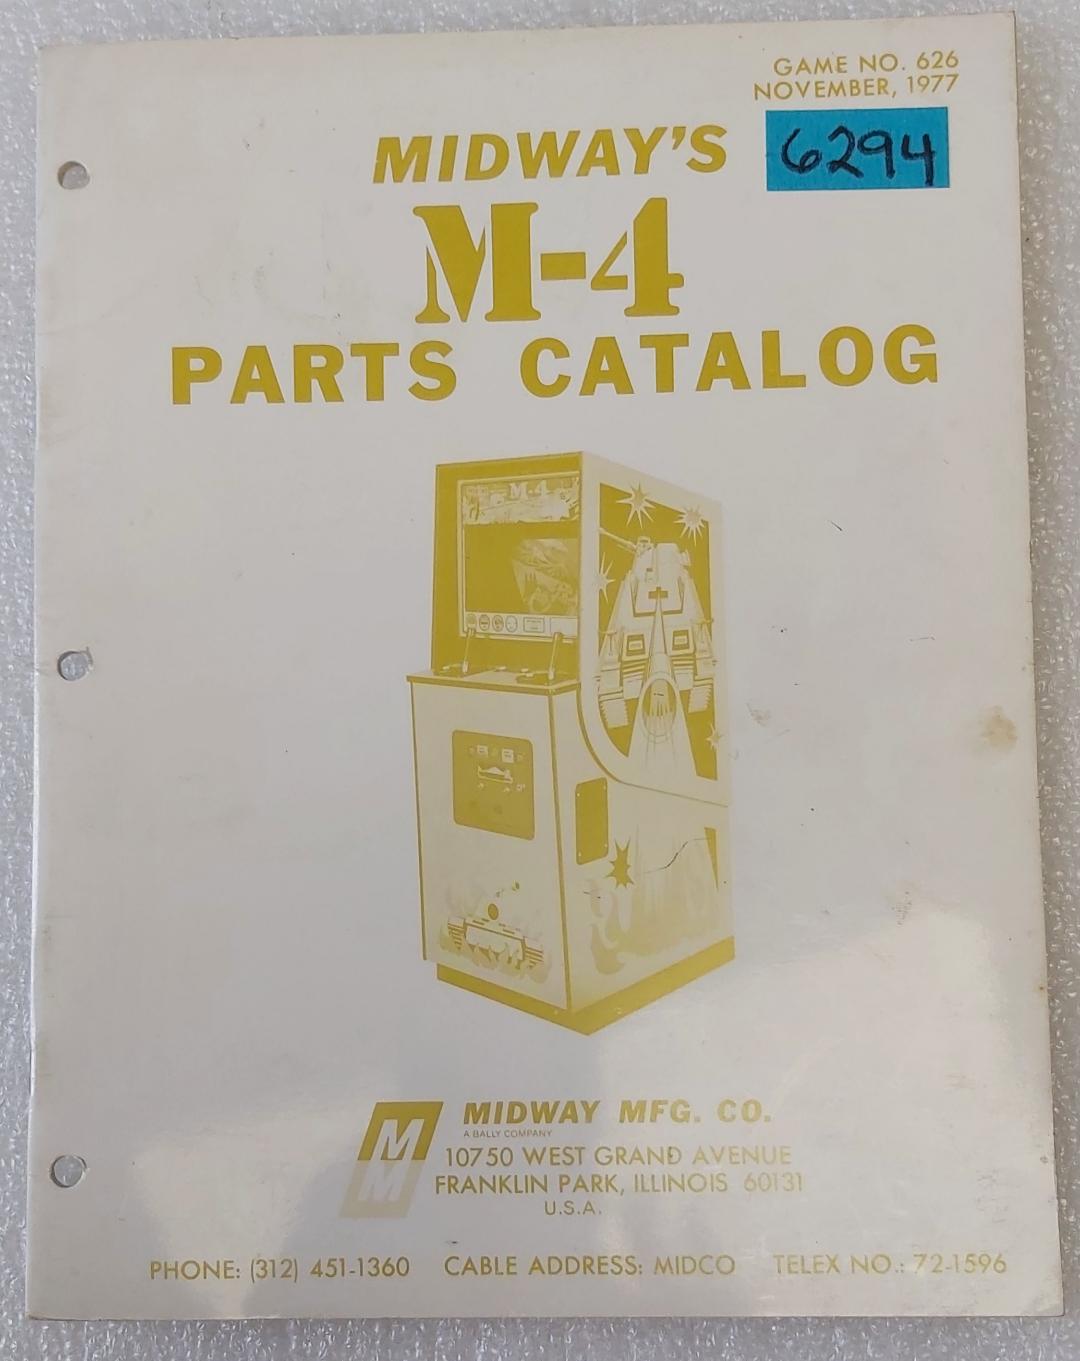 GAME NO. 626
NOVEMBER, 1977
6294
MIDWAY'S
M-4
PARTS CATALOG
M-4
MIDWAY MFG. CO.
A BALLY COMPANY
10750 WEST GRAND AVENUE
FRANKLIN PARK, ILLINOIS 60131
U.S.A.
M
M
PHONE: (312) 451-1360 CABLE ADDRESS: MIDCO TELEX NO.: 72-1596